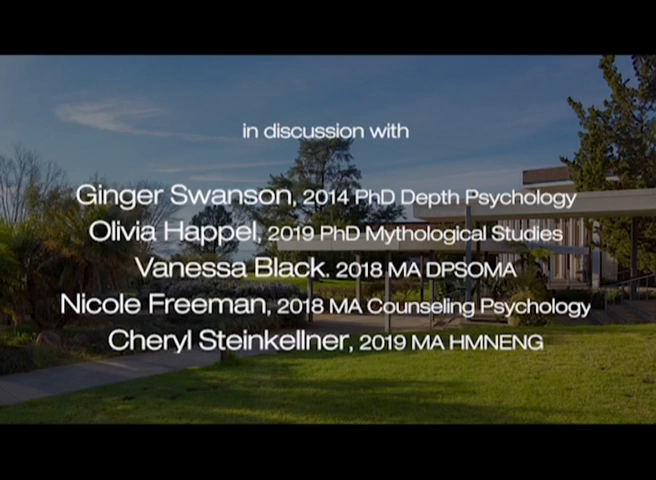 in discussion with
Ginger Swanson, 2014 PhD Depth Psychology
Olivia Happel, 2019 PhD Mythological Studies
Vanessa Black. 2018 MA DPSOMA
Nicole Freeman, 2018 MA Counseling Psychology
Cheryl Steinkellner, 2019 MA HMNENG